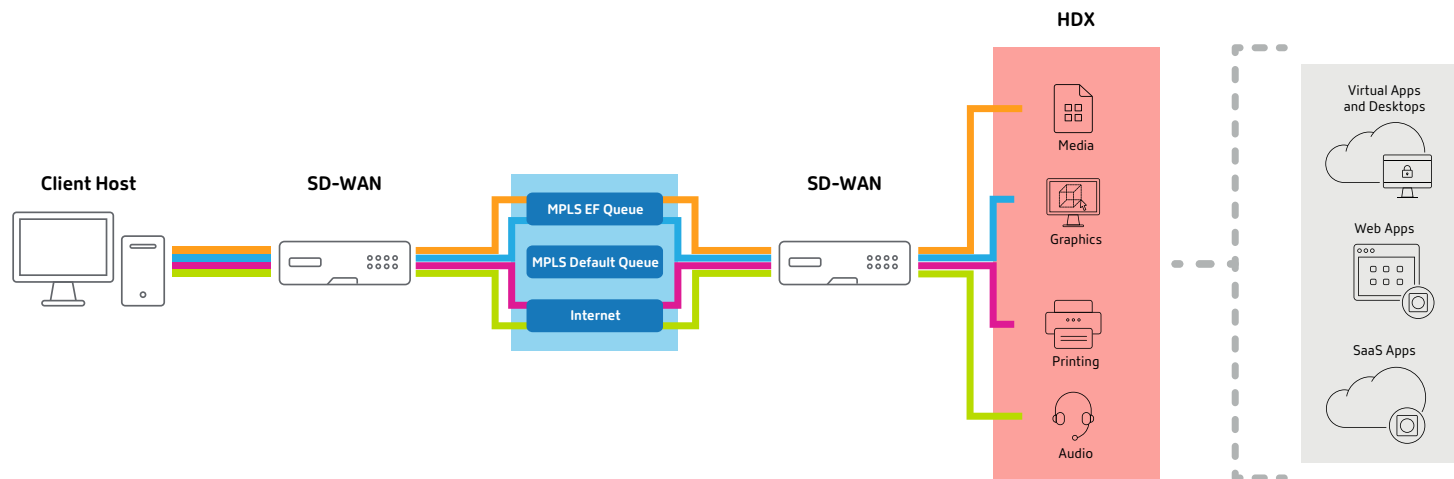 Client Host
SD-WAN
MPLS EF Queue
MPLS Default Queue
Internet
SD-WAN
HDX
Media
Graphics
Printing
Audio
Virtual Apps
and Desktops
Web Apps
SaaS Apps